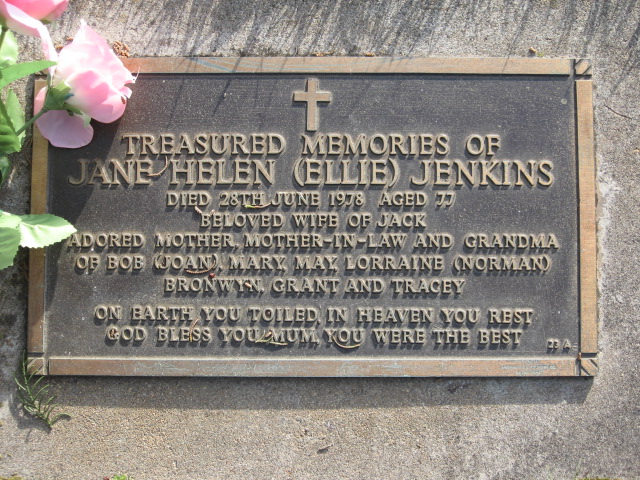 TREASURED MEMORIES OF
JANE HELEN (ELLIE) JENKINS
DIED 28TH JUNE 1978 AGED 77
BELOVED WIFE OF JACK
ADORED MOTHER, MOTHER-IN-LAW AND GRANDMA
OF BOB (JOAN), MARY, MAY, LORRAINE (NORMAN)
BRONWYN, GRANT AND TRACEY
ON EARTH YOU TOILED, IN HEAVEN YOU REST
GOD BLESS YOU MUM, YOU WERE THE BEST